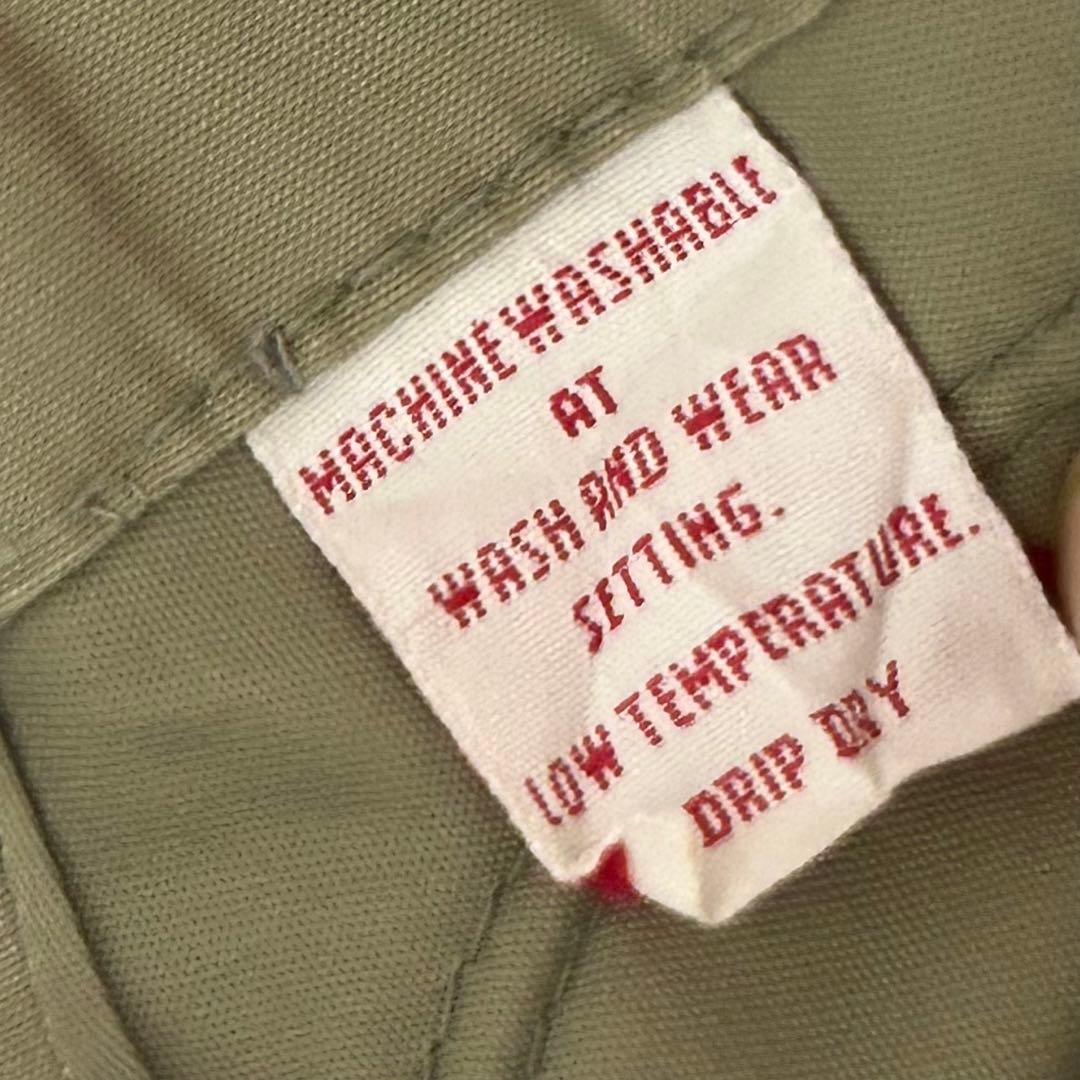 MACHINE WASHABLE
AT
WASH AND WEAR
SETTING.
LOW TEMPERATURE.
DRIP DRY